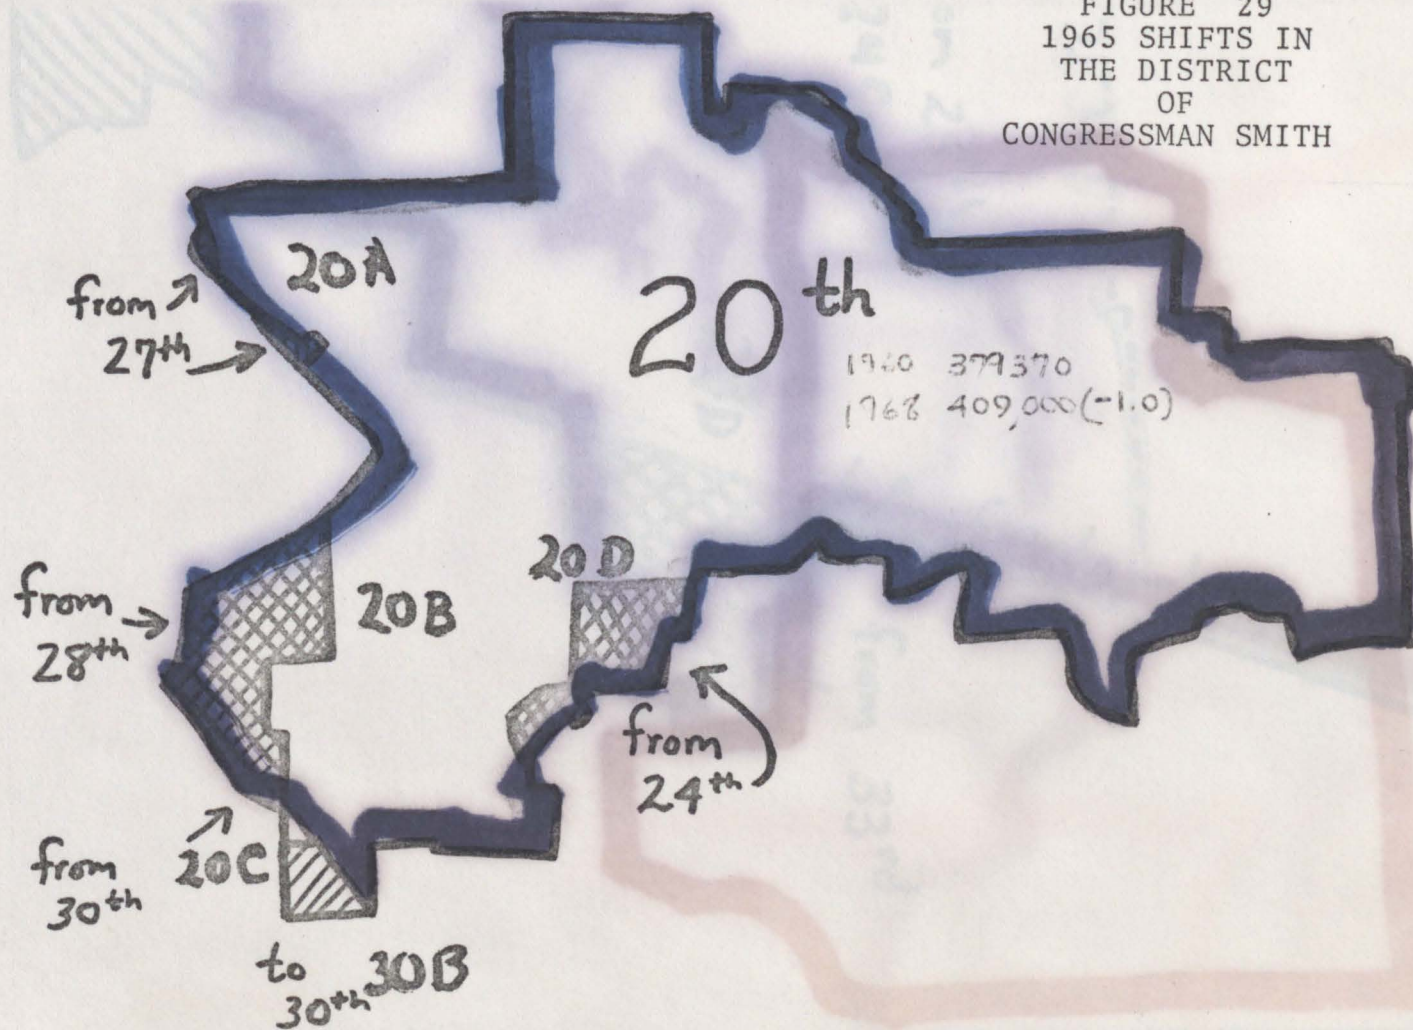 FIGURE 29
1965 SHIFTS IN
THE DISTRICT
OF
CONGRESSMAN SMITH
20A
from
27th
20th
1960 379370
1968 409,000(-1.0)
from
28th
20B
20D
from
24th
from
30th
20C
to
30th
30B